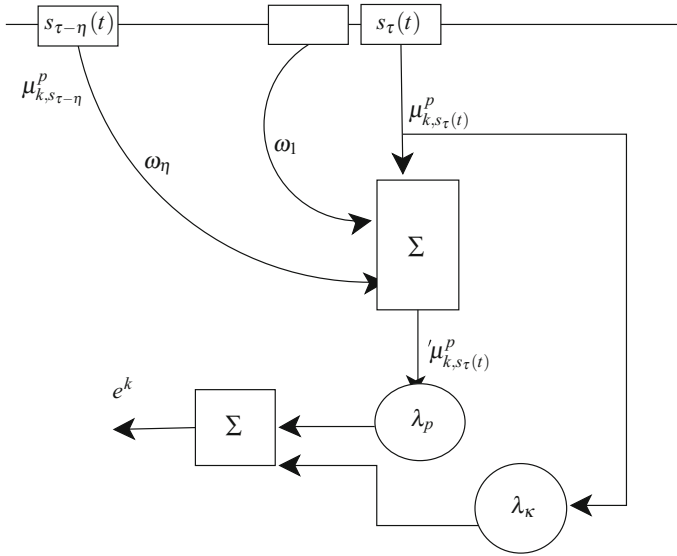 s_{τ−η}(t)
s_τ(t)
μ^p_{k,s_{τ−η}}
μ^p_{k,s_τ(t)}
ω_1
ω_η
Σ
′μ^p_{k,s_τ(t)}
e^k
λ_p
Σ
λ_κ